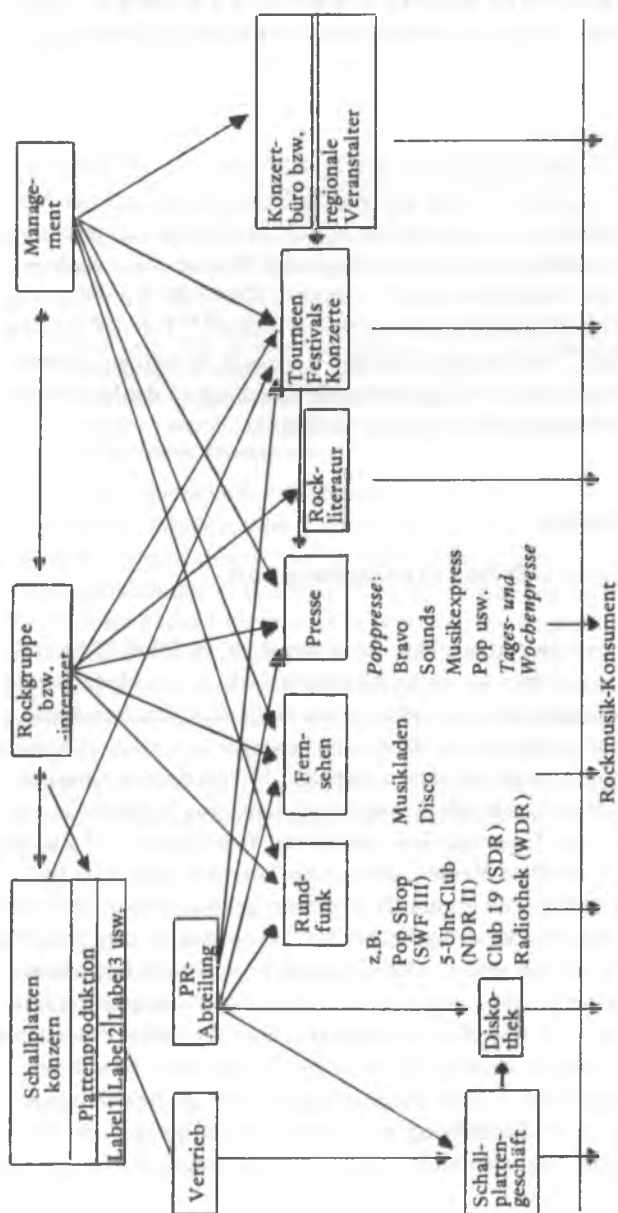 Schallplatten
konzern
Plattenproduktion
Label1 Label2 Label3 usw.
Rockgruppe
bzw.
-interpret
Manage-
ment
Vertrieb
PR-
Abteilung
Rund-
funk
Fern-
sehen
Presse
Rock-
literatur
Tourneen
Festivals
Konzerte
Konzert-
büro bzw.
regionale
Veranstalter
z,B.
Pop Shop
(SWF III)
5-Uhr-Club
(NDR II)
Club 19 (SDR)
Radiothek (WDR)
Musikladen
Disco
Poppresse
Bravo
Sounds
Musikexpress
Pop usw.
Tages- und
Wochenpresse
Schall-
platten-
geschäft
Disko-
thek
Rockmusik-Konsument